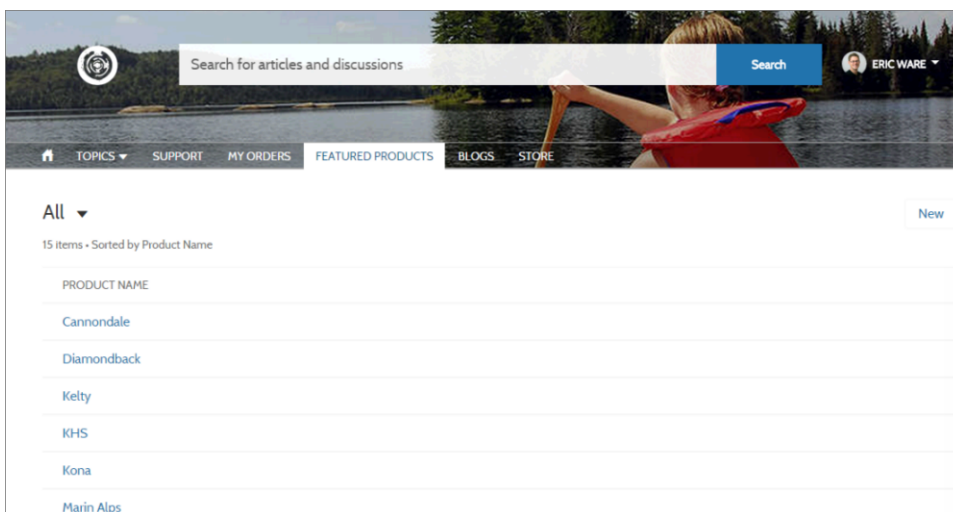 Search for articles and discussions
Search
ERIC WARE
TOPICS
SUPPORT
MY ORDERS
FEATURED PRODUCTS
BLOGS
STORE
All
New
15 items • Sorted by Product Name
PRODUCT NAME
Cannondale
Diamondback
Kelty
KHS
Kona
Marin Alps